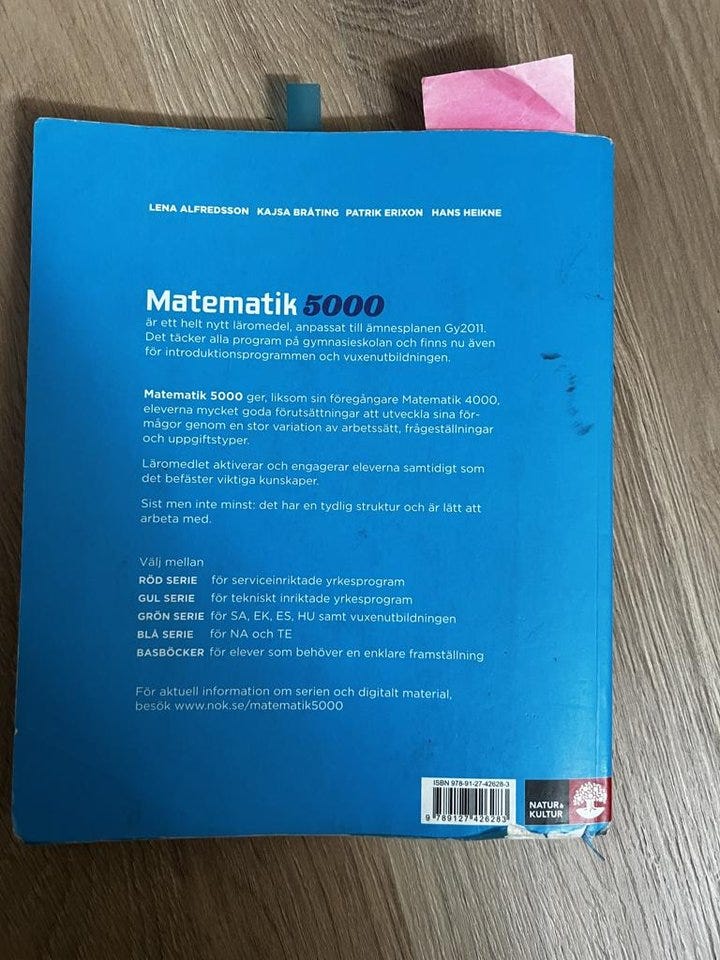 LENA ALFREDSSON KAJSA BRÅTING PATRIK ERIXON HANS HEIKNE
Matematik 5000
är ett helt nytt läromedel, anpassat till ämnesplanen Gy2011.
Det täcker alla program på gymnasieskolan och finns nu även
för introduktionsprogrammen och vuxenutbildningen.
Matematik 5000 ger, liksom sin föregångare Matematik 4000,
eleverna mycket goda förutsättningar att utveckla sina för-
mågor genom en stor variation av arbetssätt, frågeställningar
och uppgiftstyper.
Läromedlet aktiverar och engagerar eleverna samtidigt som
det befäster viktiga kunskaper.
Sist men inte minst: det har en tydlig struktur och är lätt att
arbeta med.
Välj mellan
RÖD SERIE för serviceinriktade yrkesprogram
GUL SERIE för tekniskt inriktade yrkesprogram
GRÖN SERIE för SA, EK, ES, HU samt vuxenutbildningen
BLÅ SERIE för NA och TE
BASBÖCKER för elever som behöver en enklare framställning
För aktuell information om serien och digitalt material,
besök www.nok.se/matematik5000
ISBN 978-91-27-42628-3
9 789127 426283
NATUR &
KULTUR